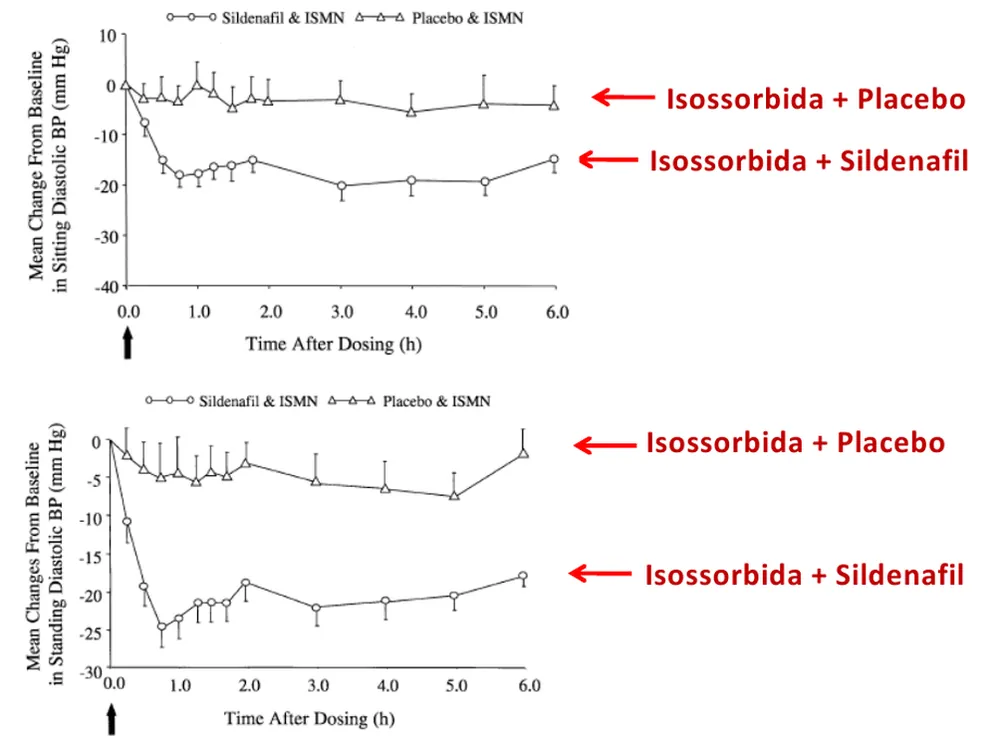 Sildenafil & ISMN Placebo & ISMN
Mean Change From Baseline
in Sitting Diastolic BP (mm Hg)
10
0
-10
-20
-30
-40
0.0 1.0 2.0 3.0 4.0 5.0 6.0
Time After Dosing (h)
Isossorbida + Placebo
Isossorbida + Sildenafil
Sildenafil & ISMN Placebo & ISMN
Mean Changes From Baseline
in Standing Diastolic BP (mm Hg)
0
-5
-10
-15
-20
-25
-30
0.0 1.0 2.0 3.0 4.0 5.0 6.0
Time After Dosing (h)
Isossorbida + Placebo
Isossorbida + Sildenafil